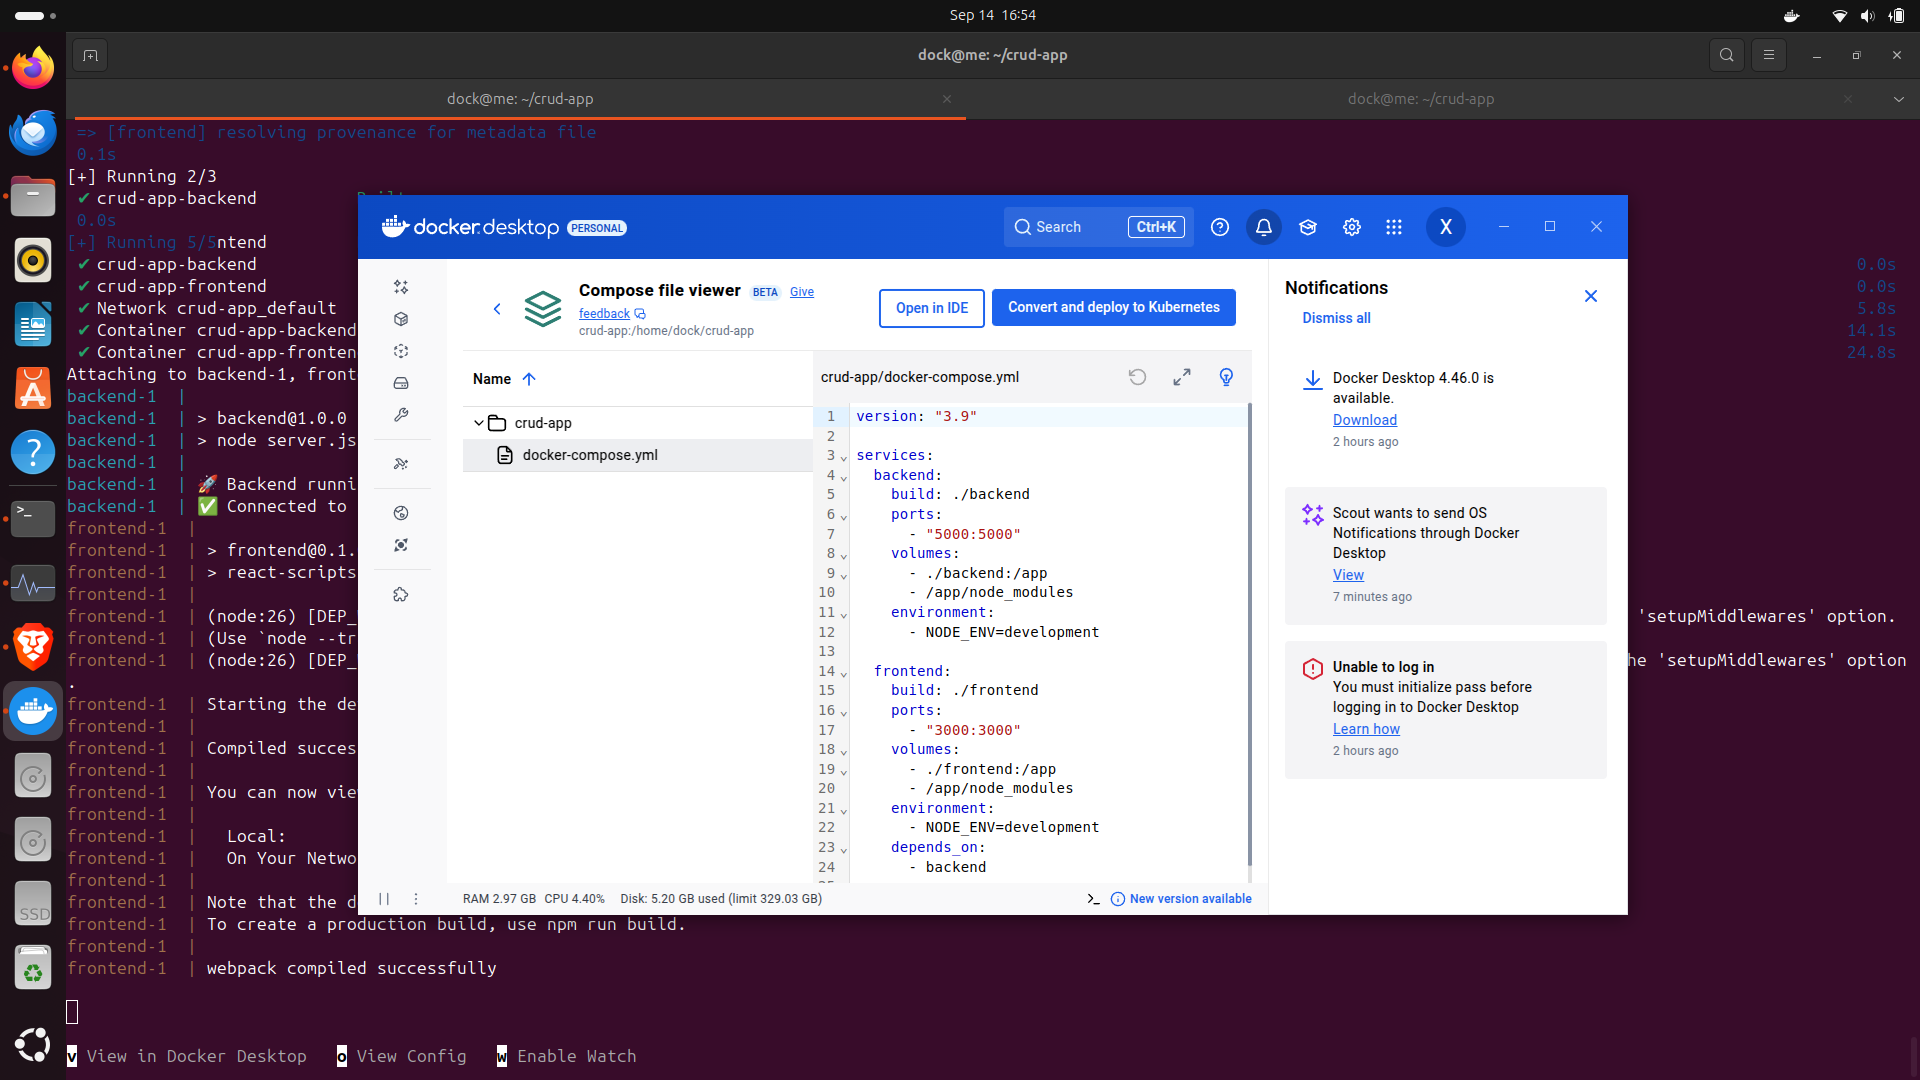 Sep 14 16:54
dock@me: ~/crud-app
dock@me: ~/crud-app
dock@me: ~/crud-app
=> [frontend] resolving provenance for metadata file
0.1s
[+] Running 2/3
✔ crud-app-backend
0.0s
[+] Running 5/5ntend
✔ crud-app-backend 0.0s
✔ crud-app-frontend 0.0s
✔ Network crud-app_default 5.8s
✔ Container crud-app-backend 14.1s
✔ Container crud-app-fronten 24.8s
Attaching to backend-1, front
backend-1 |
backend-1 | > backend@1.0.0
backend-1 | > node server.js
backend-1 |
backend-1 | 🚀 Backend runni
backend-1 | ✅ Connected to
frontend-1 |
frontend-1 | > frontend@0.1.
frontend-1 | > react-scripts
frontend-1 |
frontend-1 | (node:26) [DEP_ 'setupMiddlewares' option.
frontend-1 | (Use `node --tr
frontend-1 | (node:26) [DEP_ he 'setupMiddlewares' option
.
frontend-1 | Starting the de
frontend-1 |
frontend-1 | Compiled succes
frontend-1 |
frontend-1 | You can now vie
frontend-1 |
frontend-1 | Local:
frontend-1 | On Your Netwo
frontend-1 |
frontend-1 | Note that the d
frontend-1 | To create a production build, use npm run build.
frontend-1 |
frontend-1 | webpack compiled successfully
v View in Docker Desktop o View Config w Enable Watch
docker.desktop PERSONAL
Search Ctrl+K
X
Compose file viewer BETA Give
feedback
crud-app:/home/dock/crud-app
Open in IDE
Convert and deploy to Kubernetes
Name
crud-app
docker-compose.yml
crud-app/docker-compose.yml
1 version: "3.9"
2
3 services:
4 backend:
5 build: ./backend
6 ports:
7 - "5000:5000"
8 volumes:
9 - ./backend:/app
10 - /app/node_modules
11 environment:
12 - NODE_ENV=development
13
14 frontend:
15 build: ./frontend
16 ports:
17 - "3000:3000"
18 volumes:
19 - ./frontend:/app
20 - /app/node_modules
21 environment:
22 - NODE_ENV=development
23 depends_on:
24 - backend
RAM 2.97 GB CPU 4.40% Disk: 5.20 GB used (limit 329.03 GB)
New version available
Notifications
Dismiss all
Docker Desktop 4.46.0 is
available.
Download
2 hours ago
Scout wants to send OS
Notifications through Docker
Desktop
View
7 minutes ago
Unable to log in
You must initialize pass before
logging in to Docker Desktop
Learn how
2 hours ago
SSD